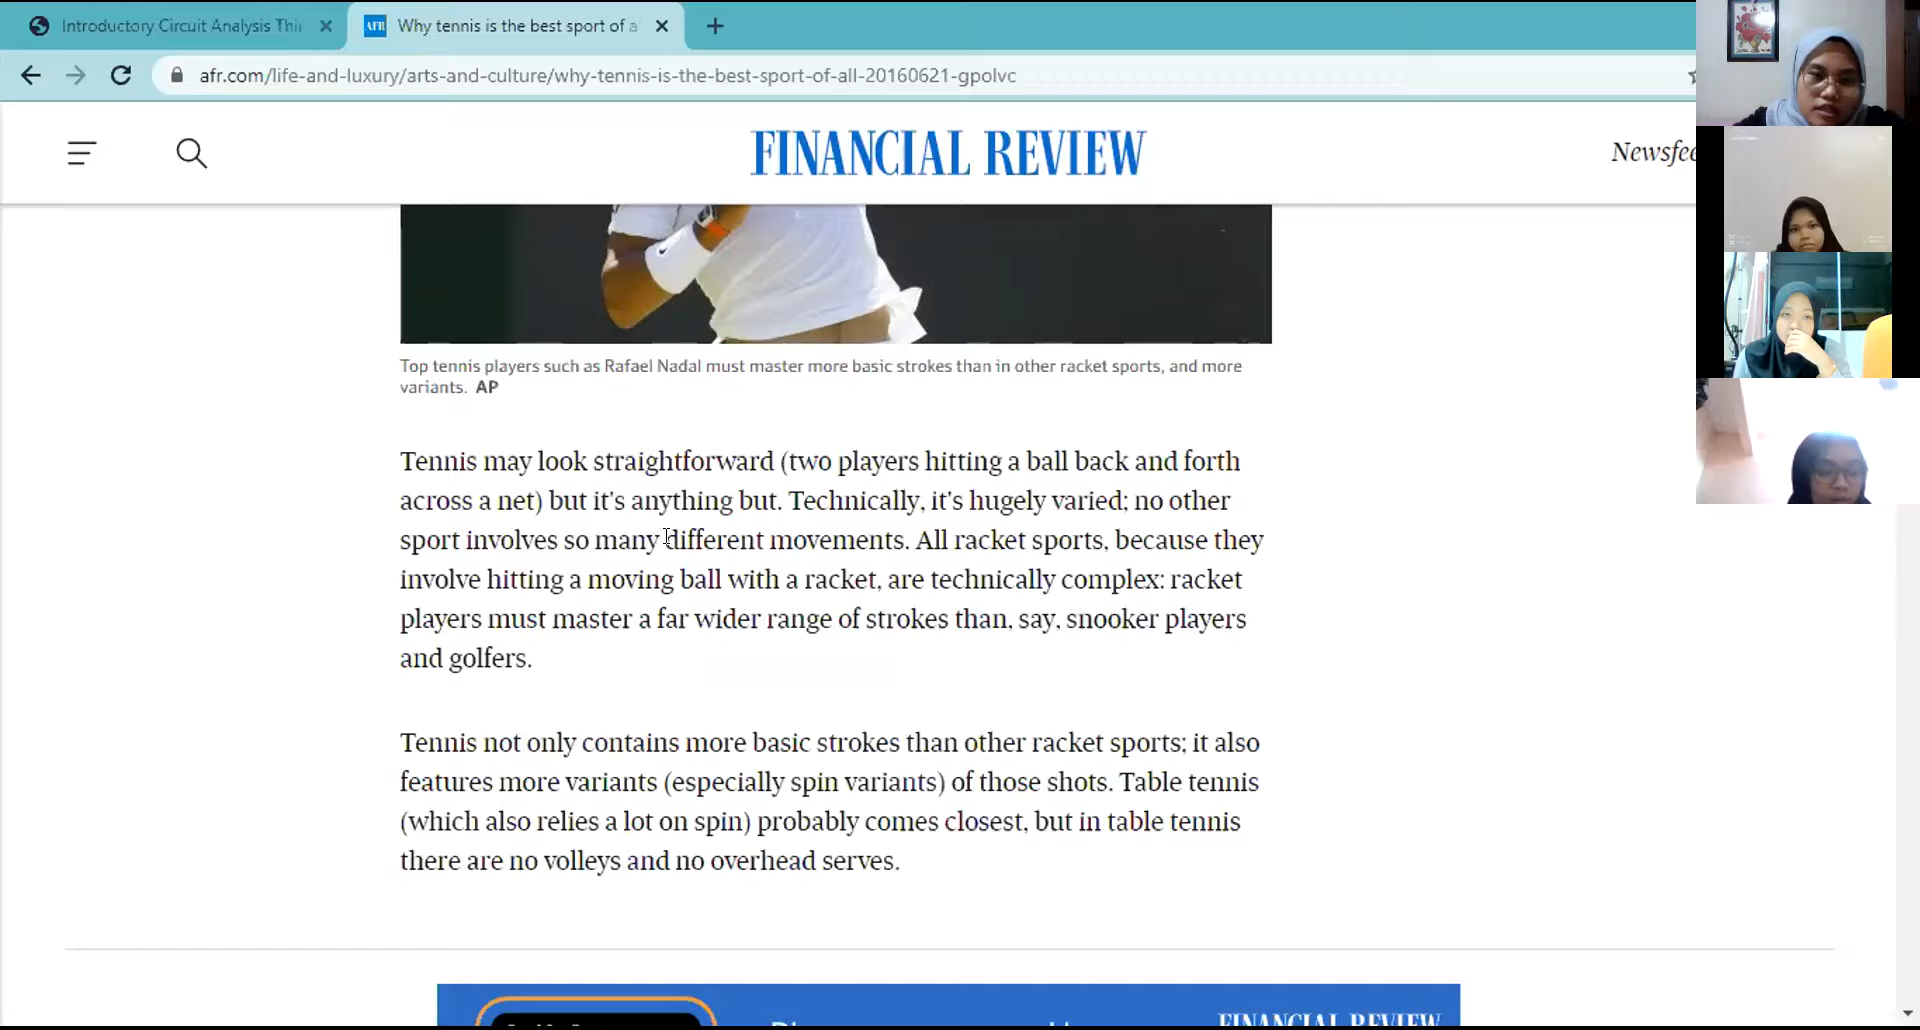 Introductory Circuit Analysis Thi
AFR Why tennis is the best sport of a
afr.com/life-and-luxury/arts-and-culture/why-tennis-is-the-best-sport-of-all-20160621-gpolvc
FINANCIAL REVIEW
Newsfee
Top tennis players such as Rafael Nadal must master more basic strokes than in other racket sports, and more
variants. AP
Tennis may look straightforward (two players hitting a ball back and forth
across a net) but it's anything but. Technically, it's hugely varied; no other
sport involves so many different movements. All racket sports, because they
involve hitting a moving ball with a racket, are technically complex: racket
players must master a far wider range of strokes than, say, snooker players
and golfers.
Tennis not only contains more basic strokes than other racket sports; it also
features more variants (especially spin variants) of those shots. Table tennis
(which also relies a lot on spin) probably comes closest, but in table tennis
there are no volleys and no overhead serves.
FINANCIAL REVIEW